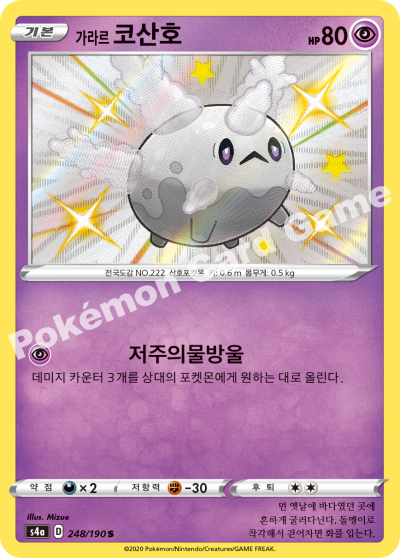 기본 가라르 코산호 HP 80
전국도감 NO.222 산호포켓몬 키: 0.6 m 몸무게: 0.5 kg
Pokémon Card Game
저주의물방울
데미지 카운터 3개를 상대의 포켓몬에게 원하는 대로 올린다.
약점 ×2 저항력 -30 후퇴
Illus. Mizue
s4a D 248/190 S
먼 옛날에 바다였던 곳에
흔하게 굴러다닌다. 돌멩이로
착각해서 걷어차면 화를 입는다.
©2020 Pokémon/Nintendo/Creatures/GAME FREAK.